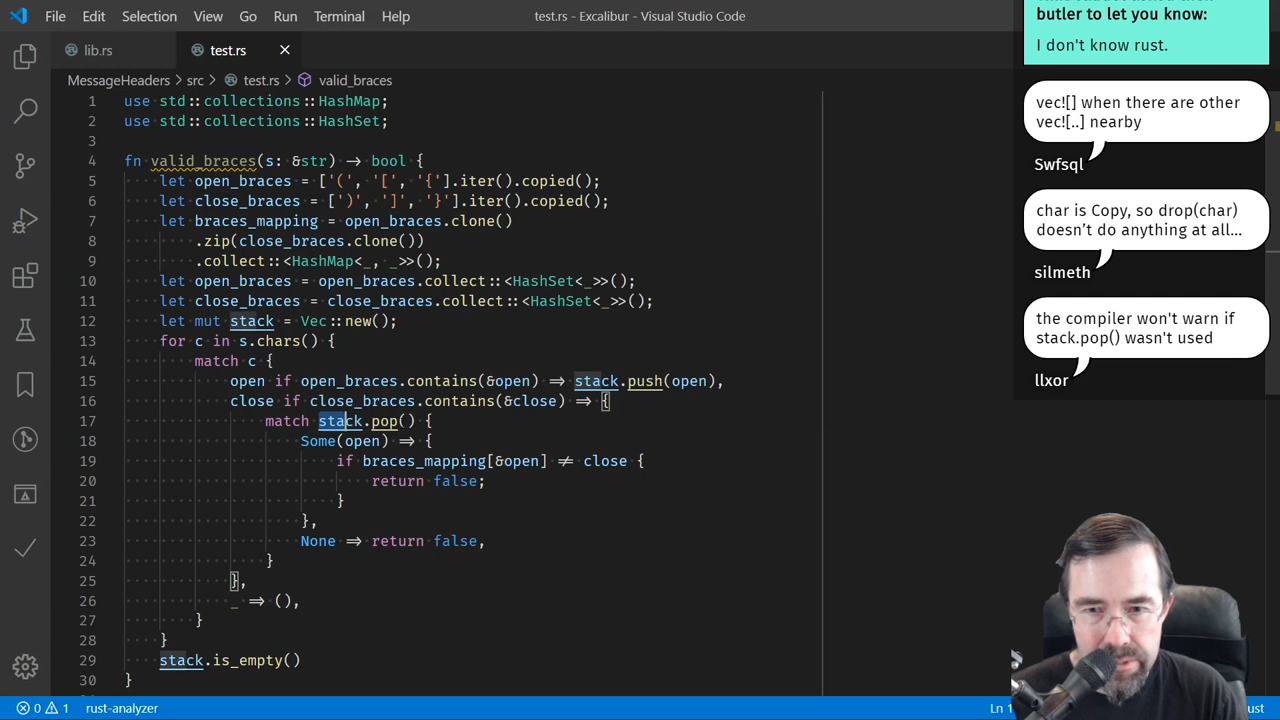 File Edit Selection View Go Run Terminal Help
test.rs - Excalibur - Visual Studio Code
lib.rs
test.rs
MessageHeaders > src > test.rs > valid_braces
1 use std::collections::HashMap;
2 use std::collections::HashSet;
3
4 fn valid_braces(s: &str) → bool {
5 let open_braces = ['(', '[', '{'].iter().copied();
6 let close_braces = [')', ']', '}'].iter().copied();
7 let braces_mapping = open_braces.clone()
8 .zip(close_braces.clone())
9 .collect::<HashMap<_, _>>();
10 let open_braces = open_braces.collect::<HashSet<_>>();
11 let close_braces = close_braces.collect::<HashSet<_>>();
12 let mut stack = Vec::new();
13 for c in s.chars() {
14 match c {
15 open if open_braces.contains(&open) ⇒ stack.push(open),
16 close if close_braces.contains(&close) ⇒ {
17 match stack.pop() {
18 Some(open) ⇒ {
19 if braces_mapping[&open] ≠ close {
20 return false;
21 }
22 },
23 None ⇒ return false,
24 }
25 },
26 _ ⇒ (),
27 }
28 }
29 stack.is_empty()
30 }
butler to let you know:
I don't know rust.
vec![] when there are other
vec![..] nearby
Swfsql
char is Copy, so drop(char)
doesn’t do anything at all…
silmeth
the compiler won't warn if
stack.pop() wasn't used
llxor
0 1 rust-analyzer
Ln 1